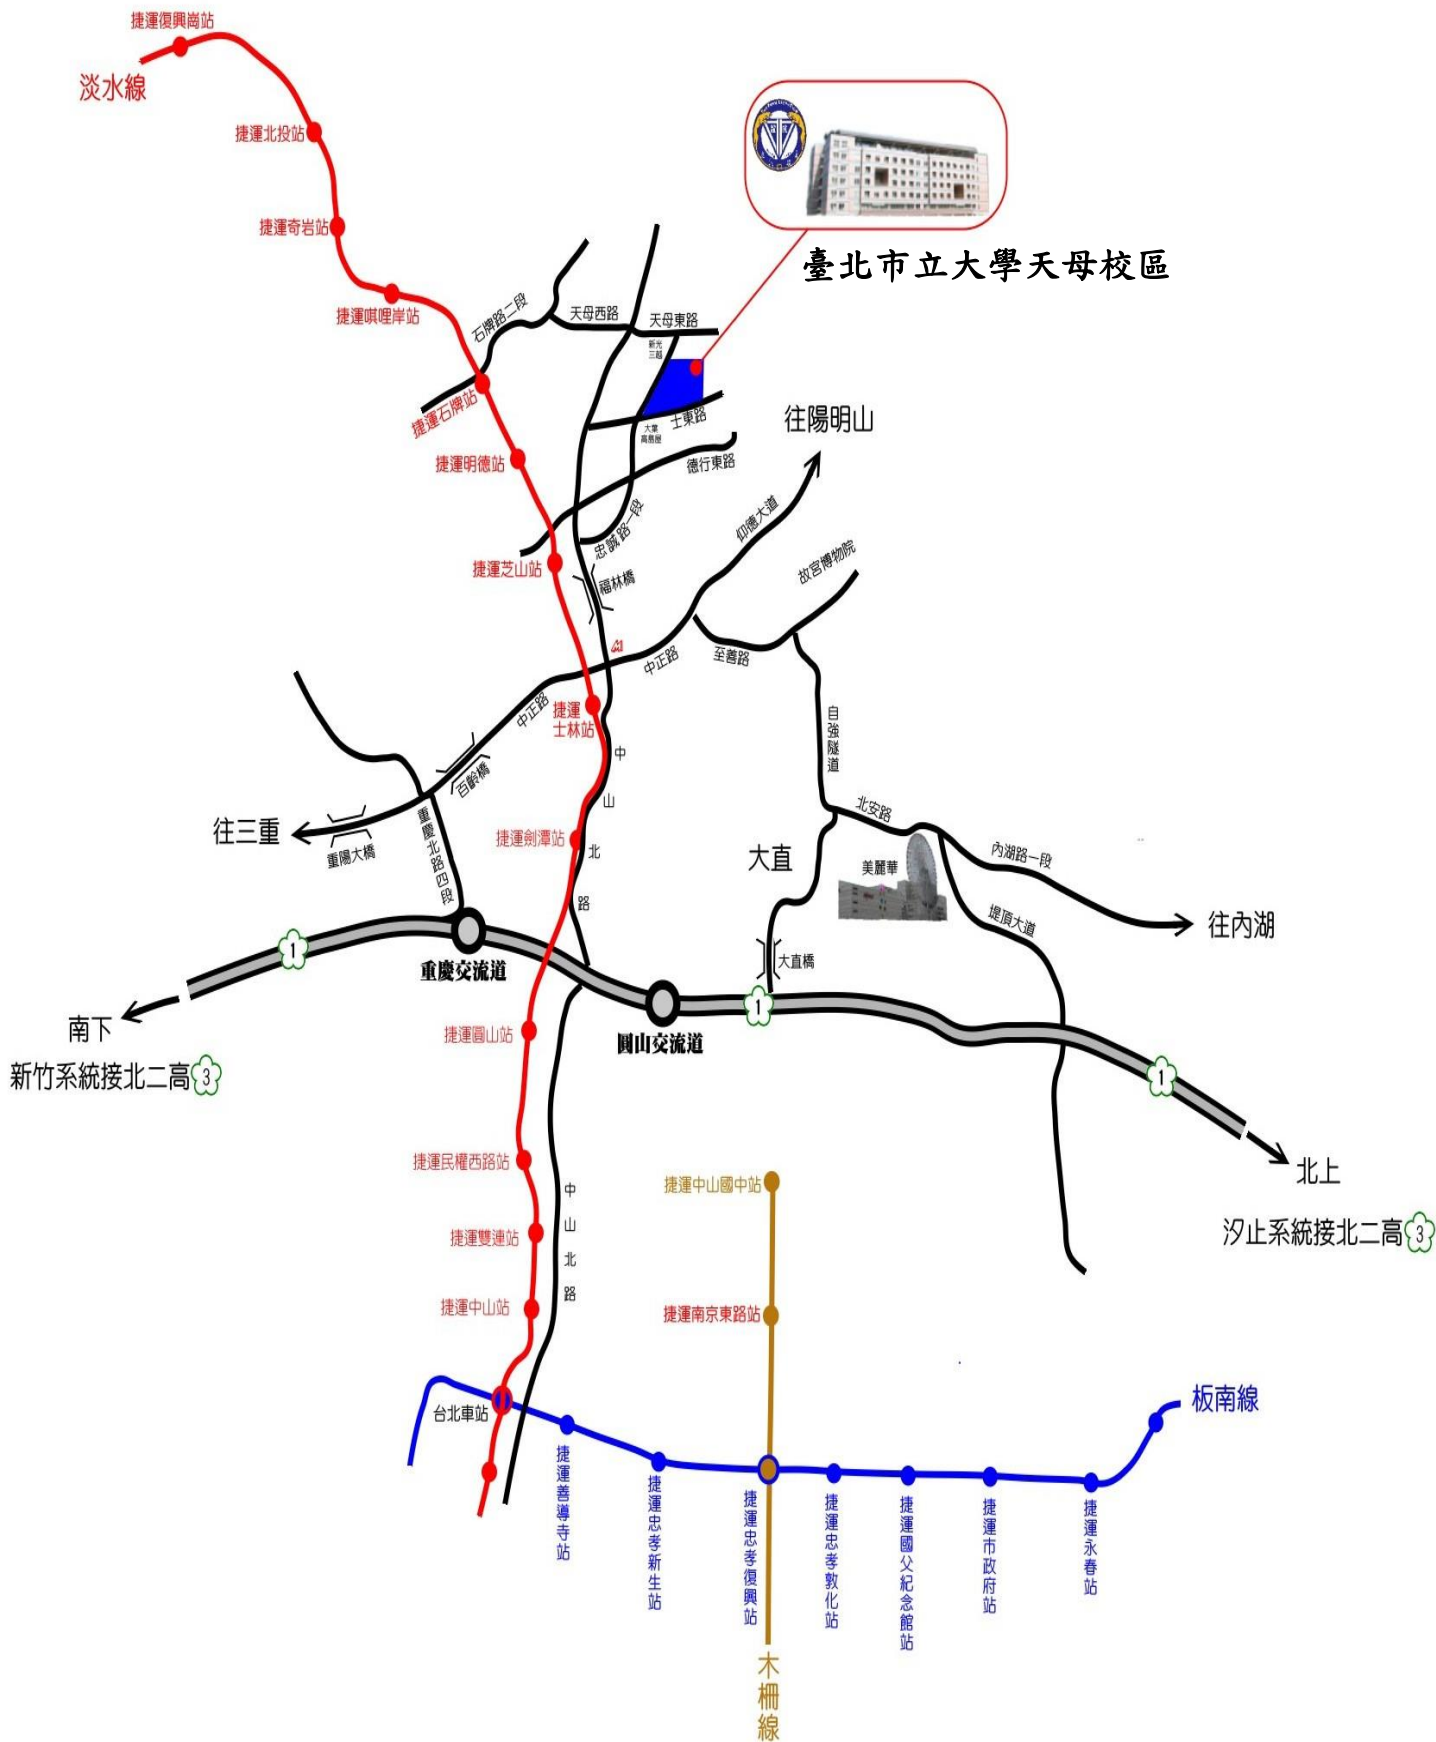 捷運復興崗站
淡水線
捷運北投站
捷運奇岩站
臺北市立大學天母校區
捷運唭哩岸站
石牌路二段
天母西路
天母東路
新光
三越
捷運石牌站
士東路
大葉
高島屋
往陽明山
捷運明德站
德行東路
仰德大道
忠誠路一段
捷運芝山站
福林橋
故宮博物院
中正路
至善路
中正路
捷運
士林站
自強隧道
中山北路
百齡橋
往三重
重陽大橋
重慶北路四段
捷運劍潭站
北安路
大直
美麗華
內湖路一段
堤頂大道
往內湖
1
重慶交流道
大直橋
1
南下
新竹系統接北二高3
捷運圓山站
圓山交流道
1
北上
汐止系統接北二高3
捷運民權西路站
捷運中山國中站
中山北路
捷運雙連站
捷運中山站
捷運南京東路站
台北車站
板南線
捷運善導寺站
捷運忠孝新生站
捷運忠孝復興站
捷運忠孝敦化站
捷運國父紀念館站
捷運市政府站
捷運永春站
木柵線